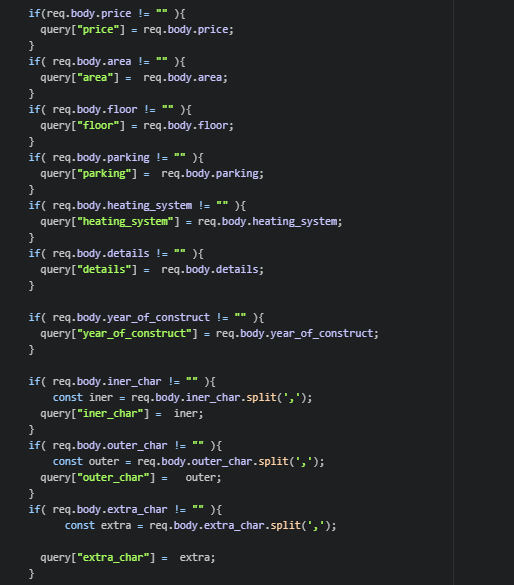 if(req.body.price != "" ){
query["price"] = req.body.price;
}
if( req.body.area != "" ){
query["area"] =  req.body.area;
}
if( req.body.floor != "" ){
query["floor"] = req.body.floor;
}
if( req.body.parking != "" ){
query["parking"] =  req.body.parking;
}
if( req.body.heating_system != "" ){
query["heating_system"] = req.body.heating_system;
}
if( req.body.details != "" ){
query["details"] =  req.body.details;
}
if( req.body.year_of_construct != "" ){
query["year_of_construct"] = req.body.year_of_construct;
}
if( req.body.iner_char != "" ){
const iner = req.body.iner_char.split(',');
query["iner_char"] =  iner;
}
if( req.body.outer_char != "" ){
const outer = req.body.outer_char.split(',');
query["outer_char"] =   outer;
}
if( req.body.extra_char != "" ){
const extra = req.body.extra_char.split(',');
query["extra_char"] =  extra;
}